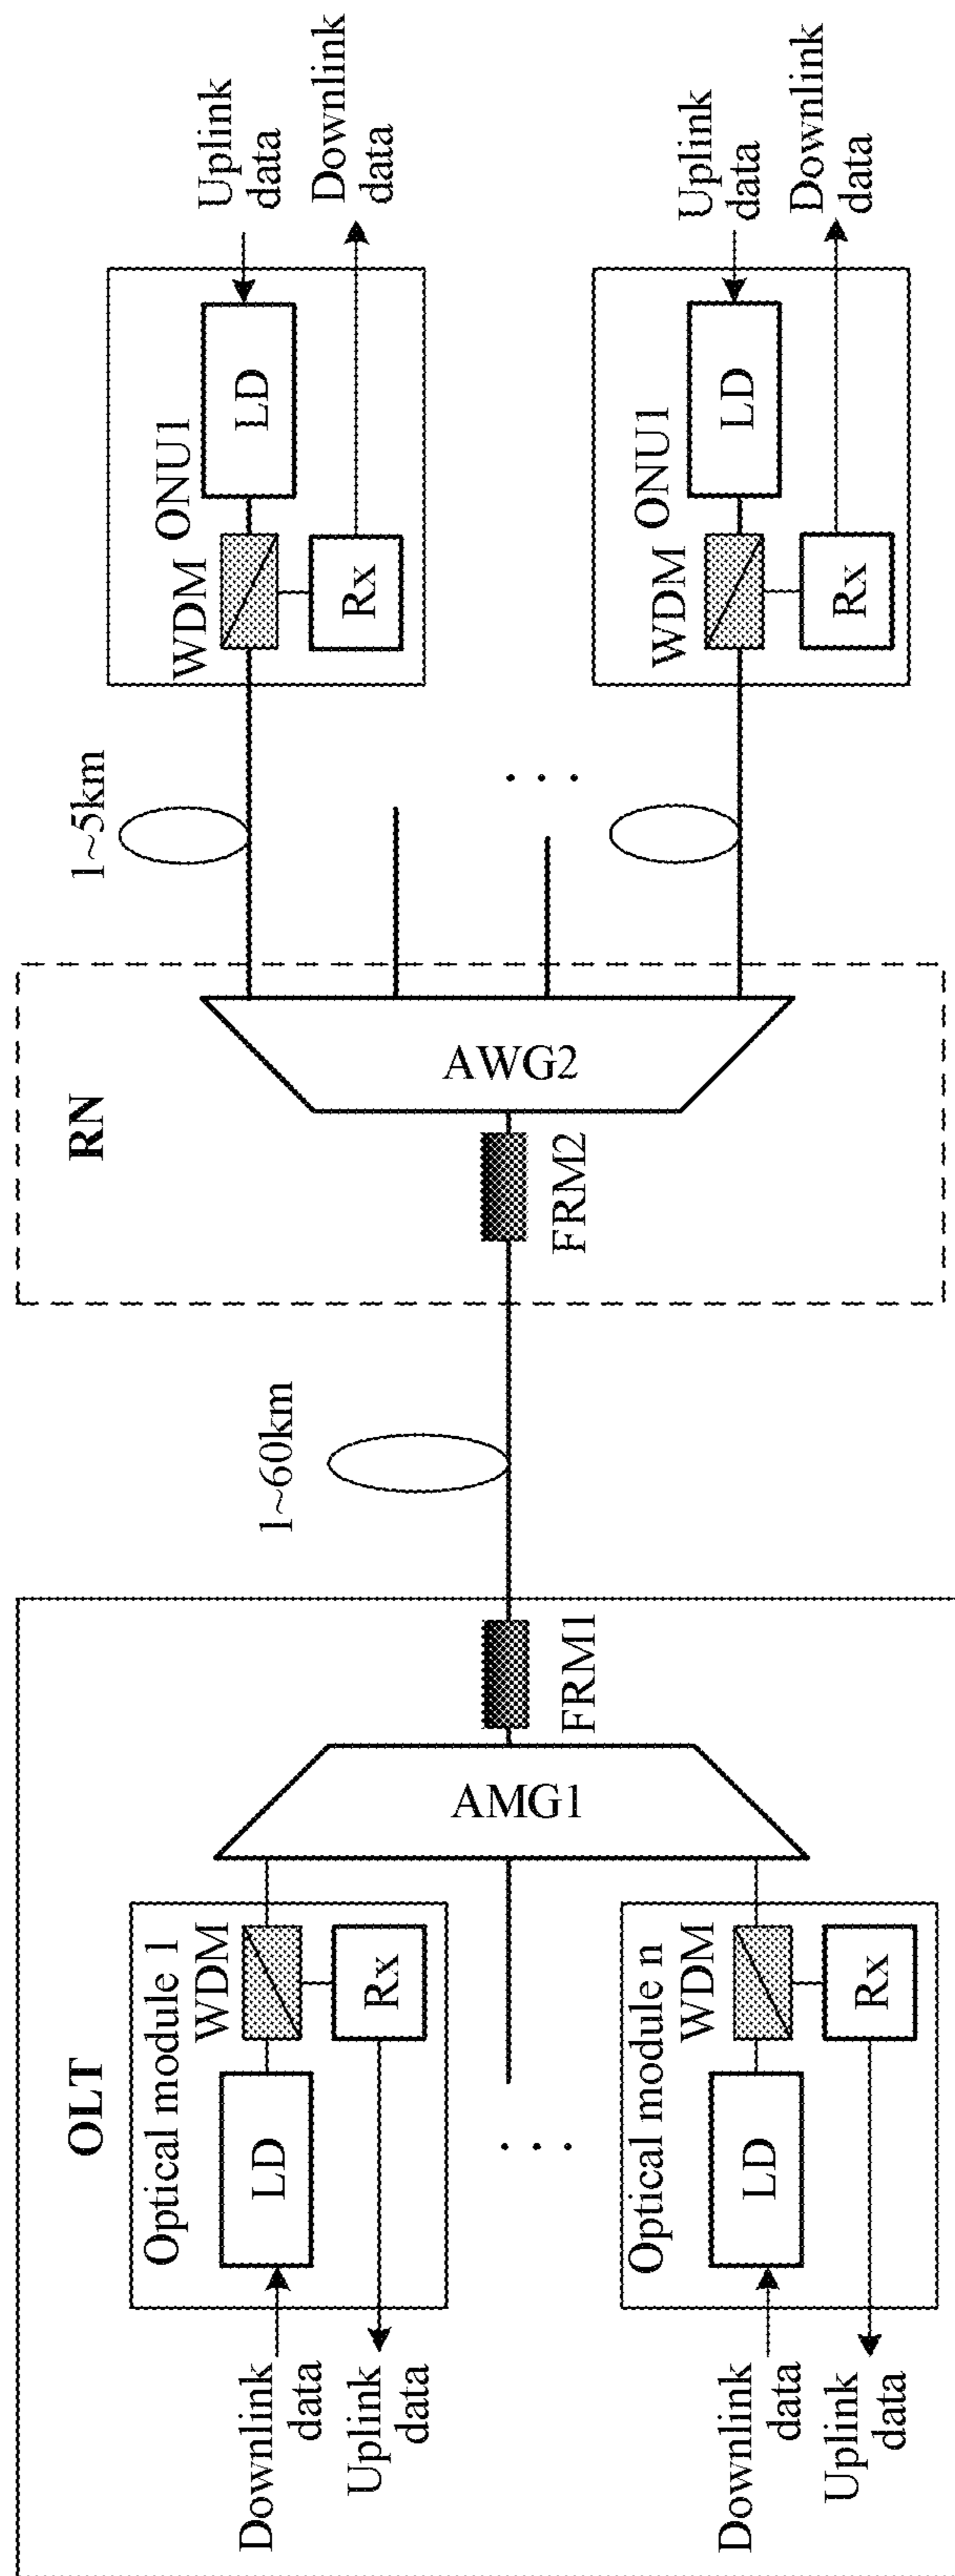 OLT
Optical module 1
WDM
LD
Rx
Downlink
data
Uplink
data
Optical module n
WDM
LD
Rx
Downlink
data
Uplink
data
AMG1
FRM1
1~60km
RN
FRM2
AWG2
1~5km
WDM
ONU1
LD
Rx
Uplink
data
Downlink
data
WDM
ONU1
LD
Rx
Uplink
data
Downlink
data